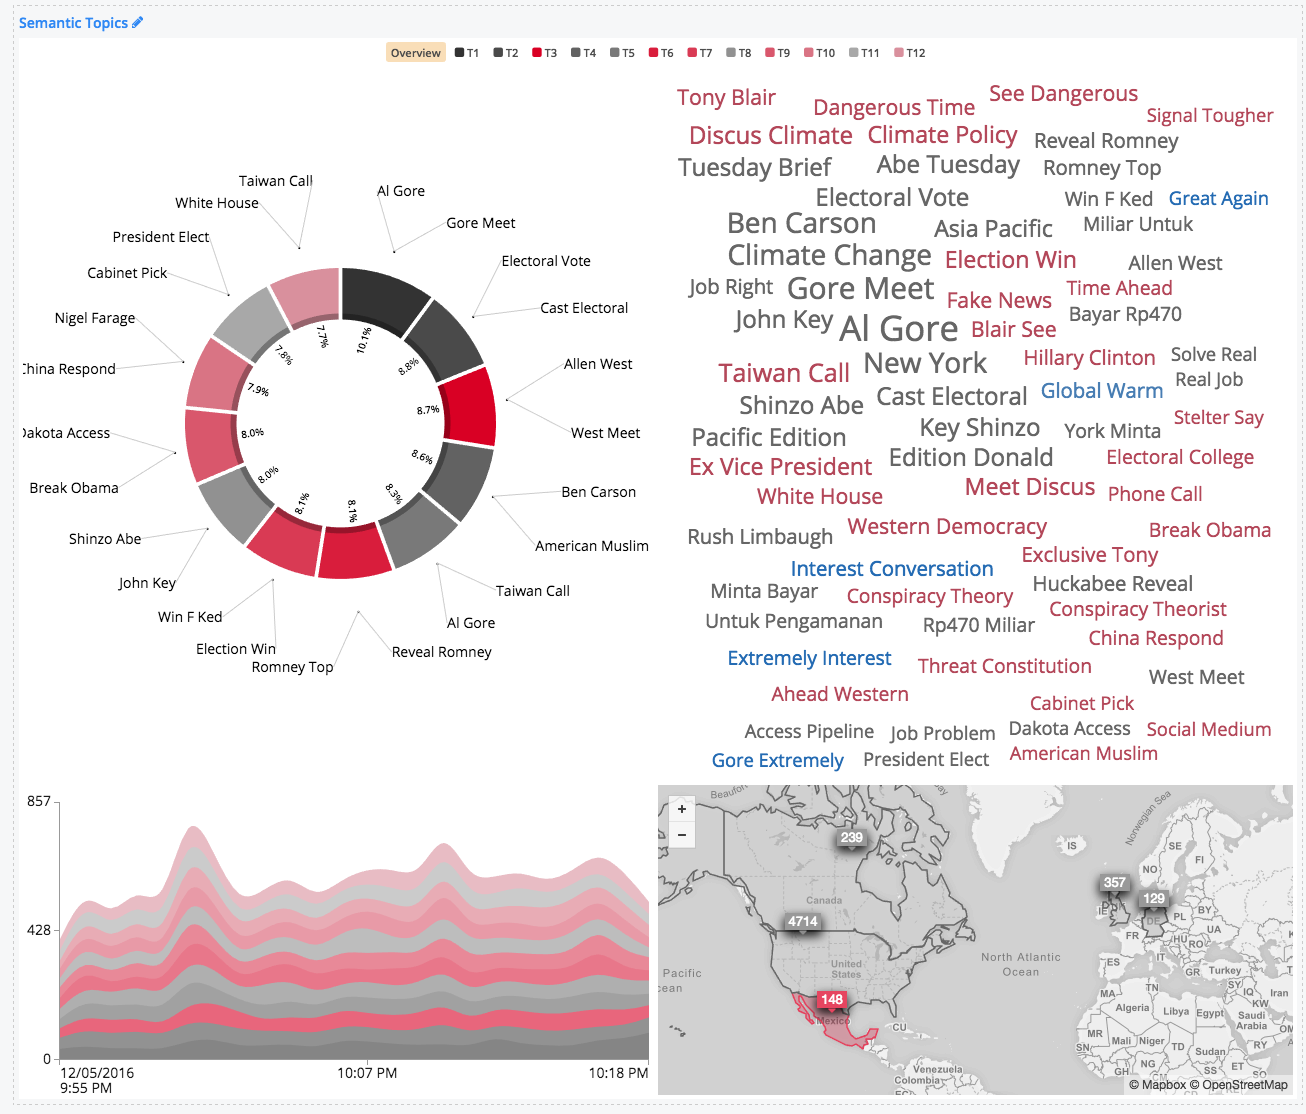 Semantic Topics
Overview T1 T2 T3 T4 T5 T6 T7 T8 T9 T10 T11 T12
Taiwan Call
White House
President Elect
Cabinet Pick
Nigel Farage
China Respond
Dakota Access
Break Obama
Shinzo Abe
John Key
Win F Ked
Election Win
Romney Top
Al Gore
Gore Meet
Electoral Vote
Cast Electoral
Allen West
West Meet
Ben Carson
American Muslim
Taiwan Call
Al Gore
Reveal Romney
10.1%
8.8%
8.7%
8.6%
8.3%
8.1%
8.1%
8.0%
8.0%
7.9%
7.8%
7.7%
Tony Blair Dangerous Time See Dangerous Signal Tougher
Discus Climate Climate Policy Reveal Romney
Tuesday Brief Abe Tuesday Romney Top
Electoral Vote Win F Ked Great Again
Ben Carson Asia Pacific Miliar Untuk
Climate Change Election Win Allen West
Job Right Gore Meet Fake News Time Ahead
John Key Al Gore Blair See Bayar Rp470
Taiwan Call New York Hillary Clinton Solve Real
Shinzo Abe Cast Electoral Global Warm Real Job
Pacific Edition Key Shinzo York Minta Stelter Say
Ex Vice President Edition Donald Electoral College
White House Meet Discus Phone Call
Rush Limbaugh Western Democracy Break Obama
Interest Conversation Exclusive Tony
Minta Bayar Conspiracy Theory Huckabee Reveal
Untuk Pengamanan Rp470 Miliar Conspiracy Theorist
China Respond
Extremely Interest Threat Constitution West Meet
Ahead Western Cabinet Pick
Access Pipeline Job Problem Dakota Access Social Medium
Gore Extremely President Elect American Muslim
857
428
0
12/05/2016
9:55 PM
10:07 PM
10:18 PM
+
−
Beaufor
ay
Norwegian Sea
239
IS
SE
FI
NO
357
129
IE
DE
BY
PL
UA
Canada
4714
FR
HU
RO
IT
ES
GR
Turkey
Pacific
cean
United
States
North Atlantic
Ocean
148
Mexico
CU
MA
TN
SY
IQ
Iran
KW
Algeria
Libya
Egypt
Saudi
Arabia
OM
MR
Mali
Niger
TD
Sudan
RY
SN
GH
NG
SS
ET
SO
Venezuela
Colombia
EC
© Mapbox © OpenStreetMap